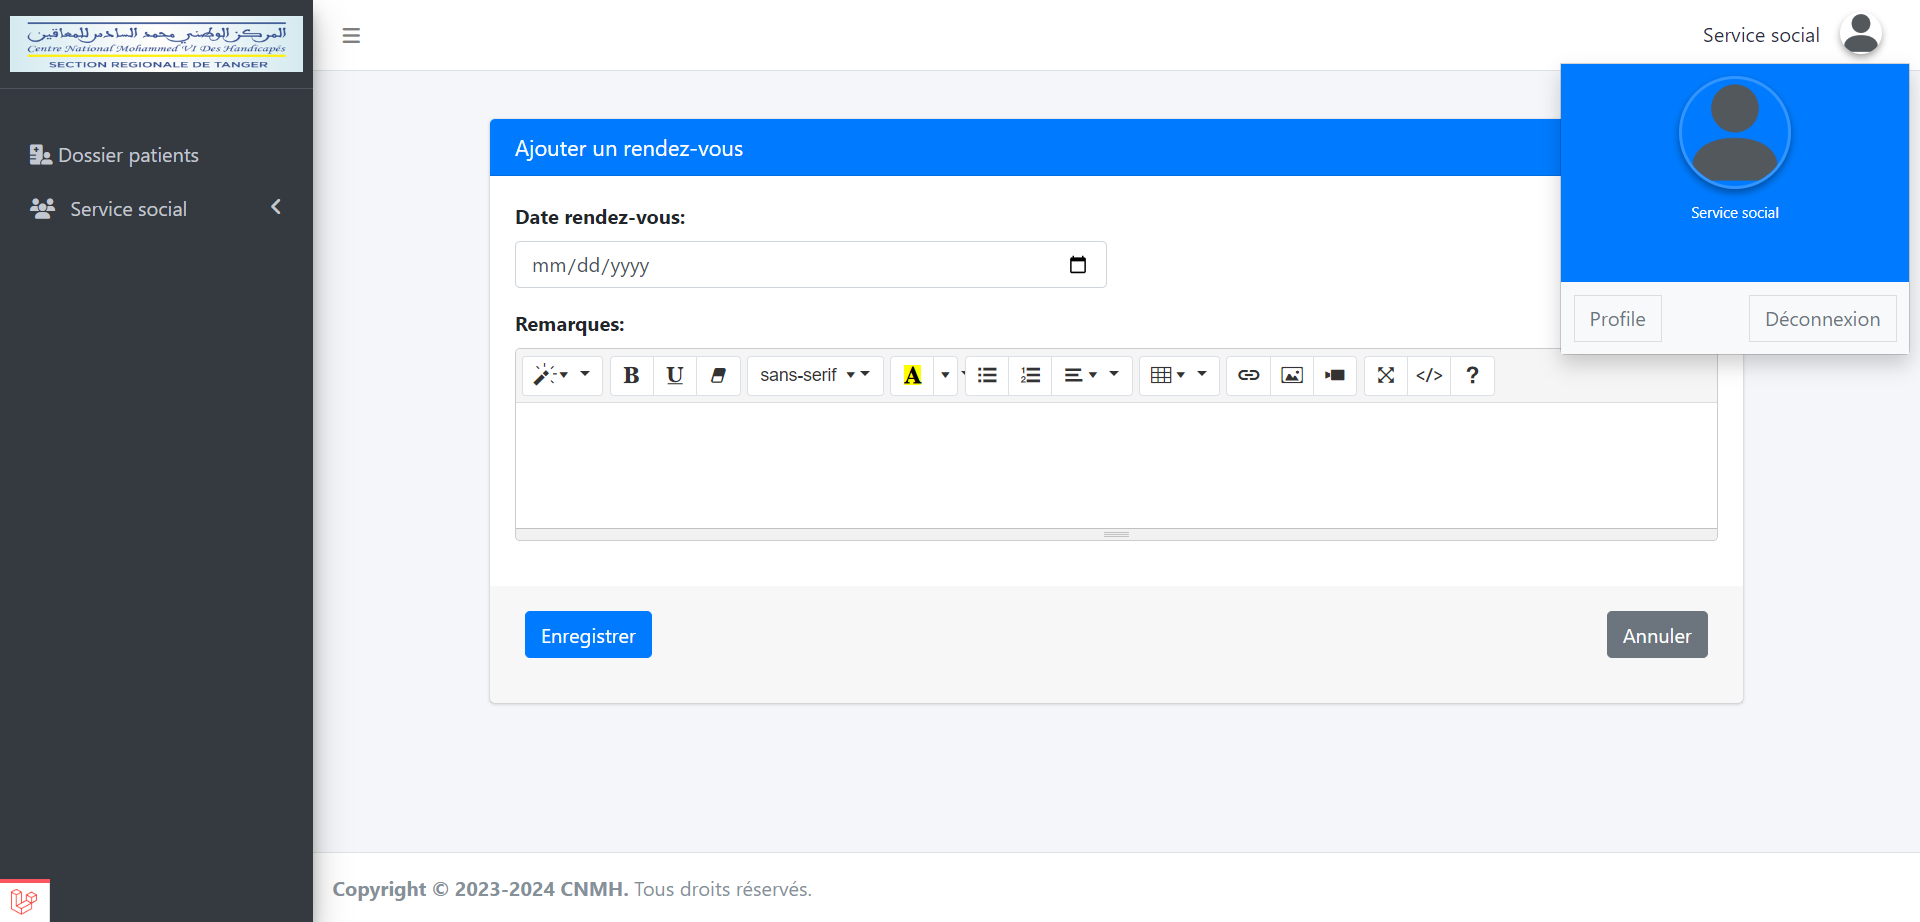 المركز الوطني محمد السادس للمعاقين
Centre National Mohammed VI Des Handicapés
SECTION REGIONALE DE TANGER
Service social
Dossier patients
Service social
Service social
Profile
Déconnexion
Ajouter un rendez-vous
Date rendez-vous:
mm/dd/yyyy
Remarques:
B U sans-serif A </> ?
Enregistrer
Annuler
Copyright © 2023-2024 CNMH. Tous droits réservés.